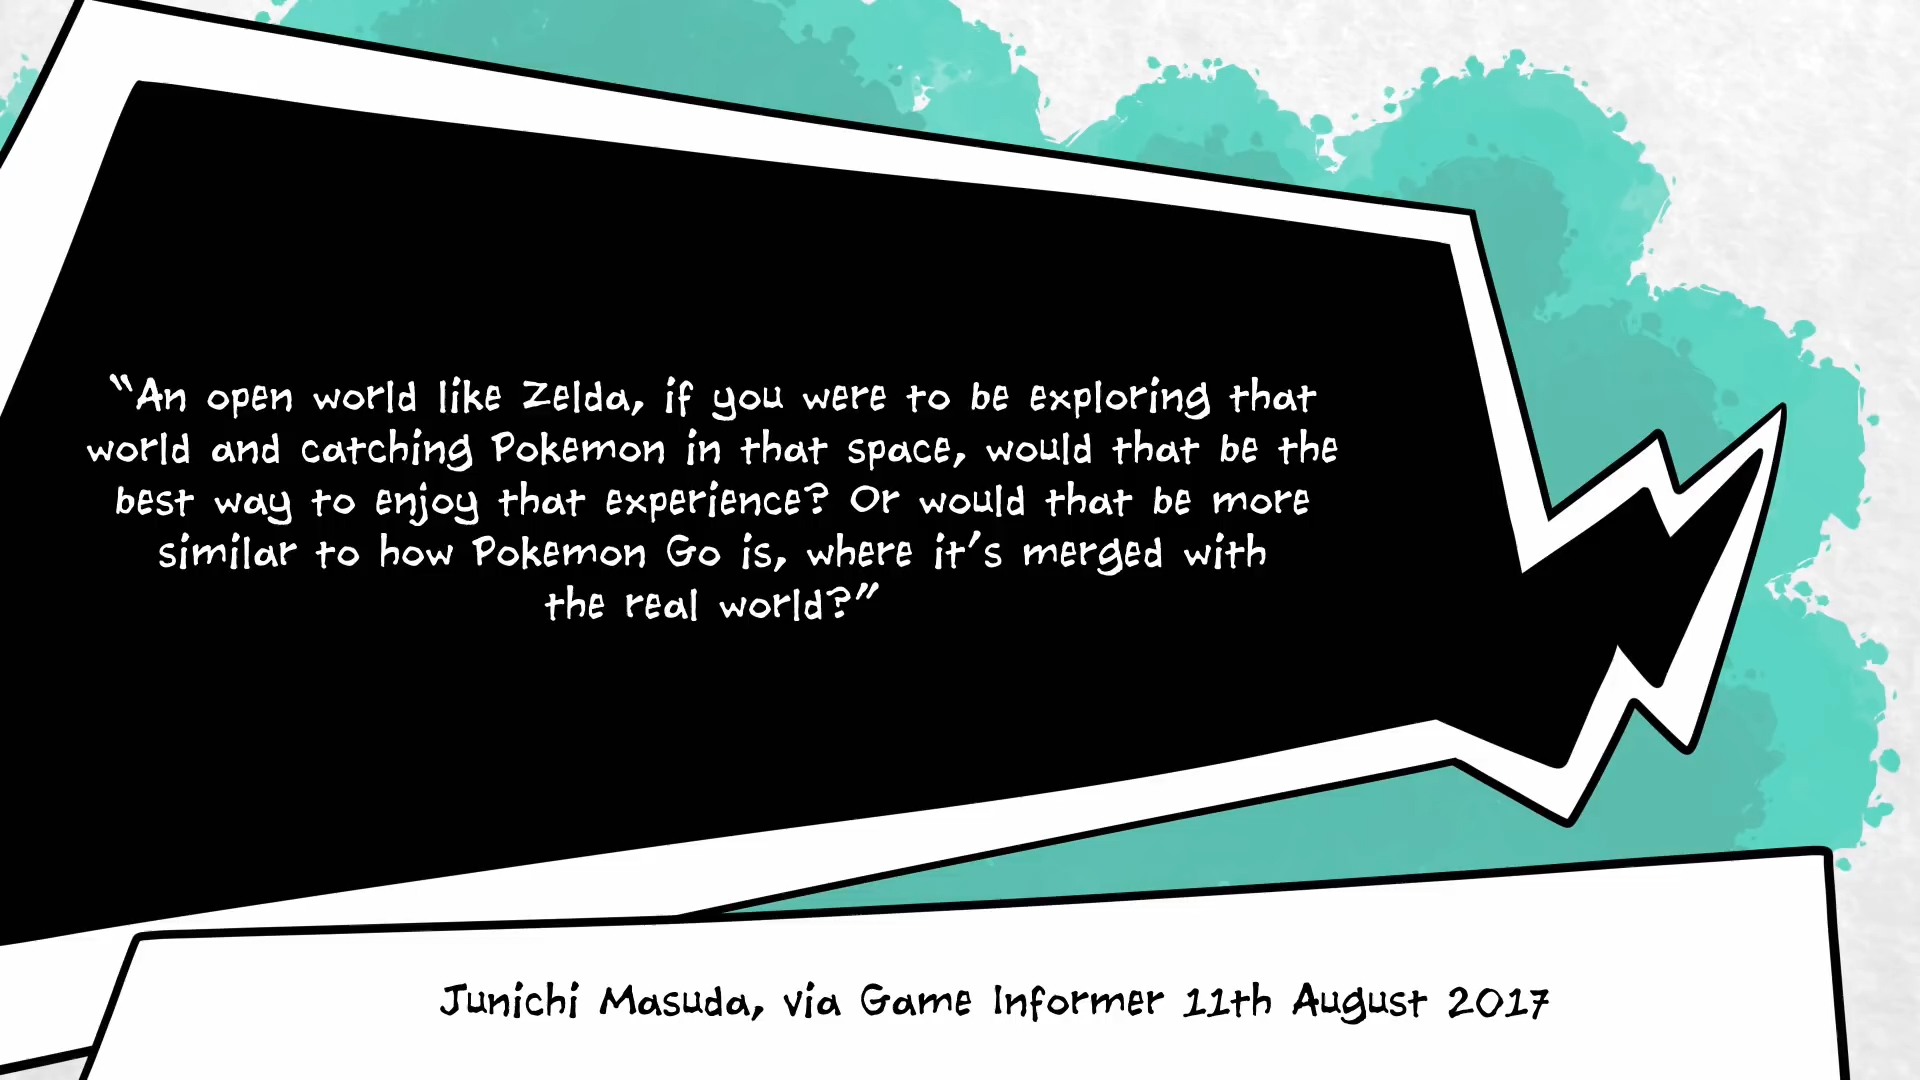 “An open world like Zelda, if you were to be exploring that
world and catching Pokemon in that space, would that be the
best way to enjoy that experience? Or would that be more
similar to how Pokemon Go is, where it's merged with
the real world?”
Junichi Masuda, via Game Informer 11th August 2017